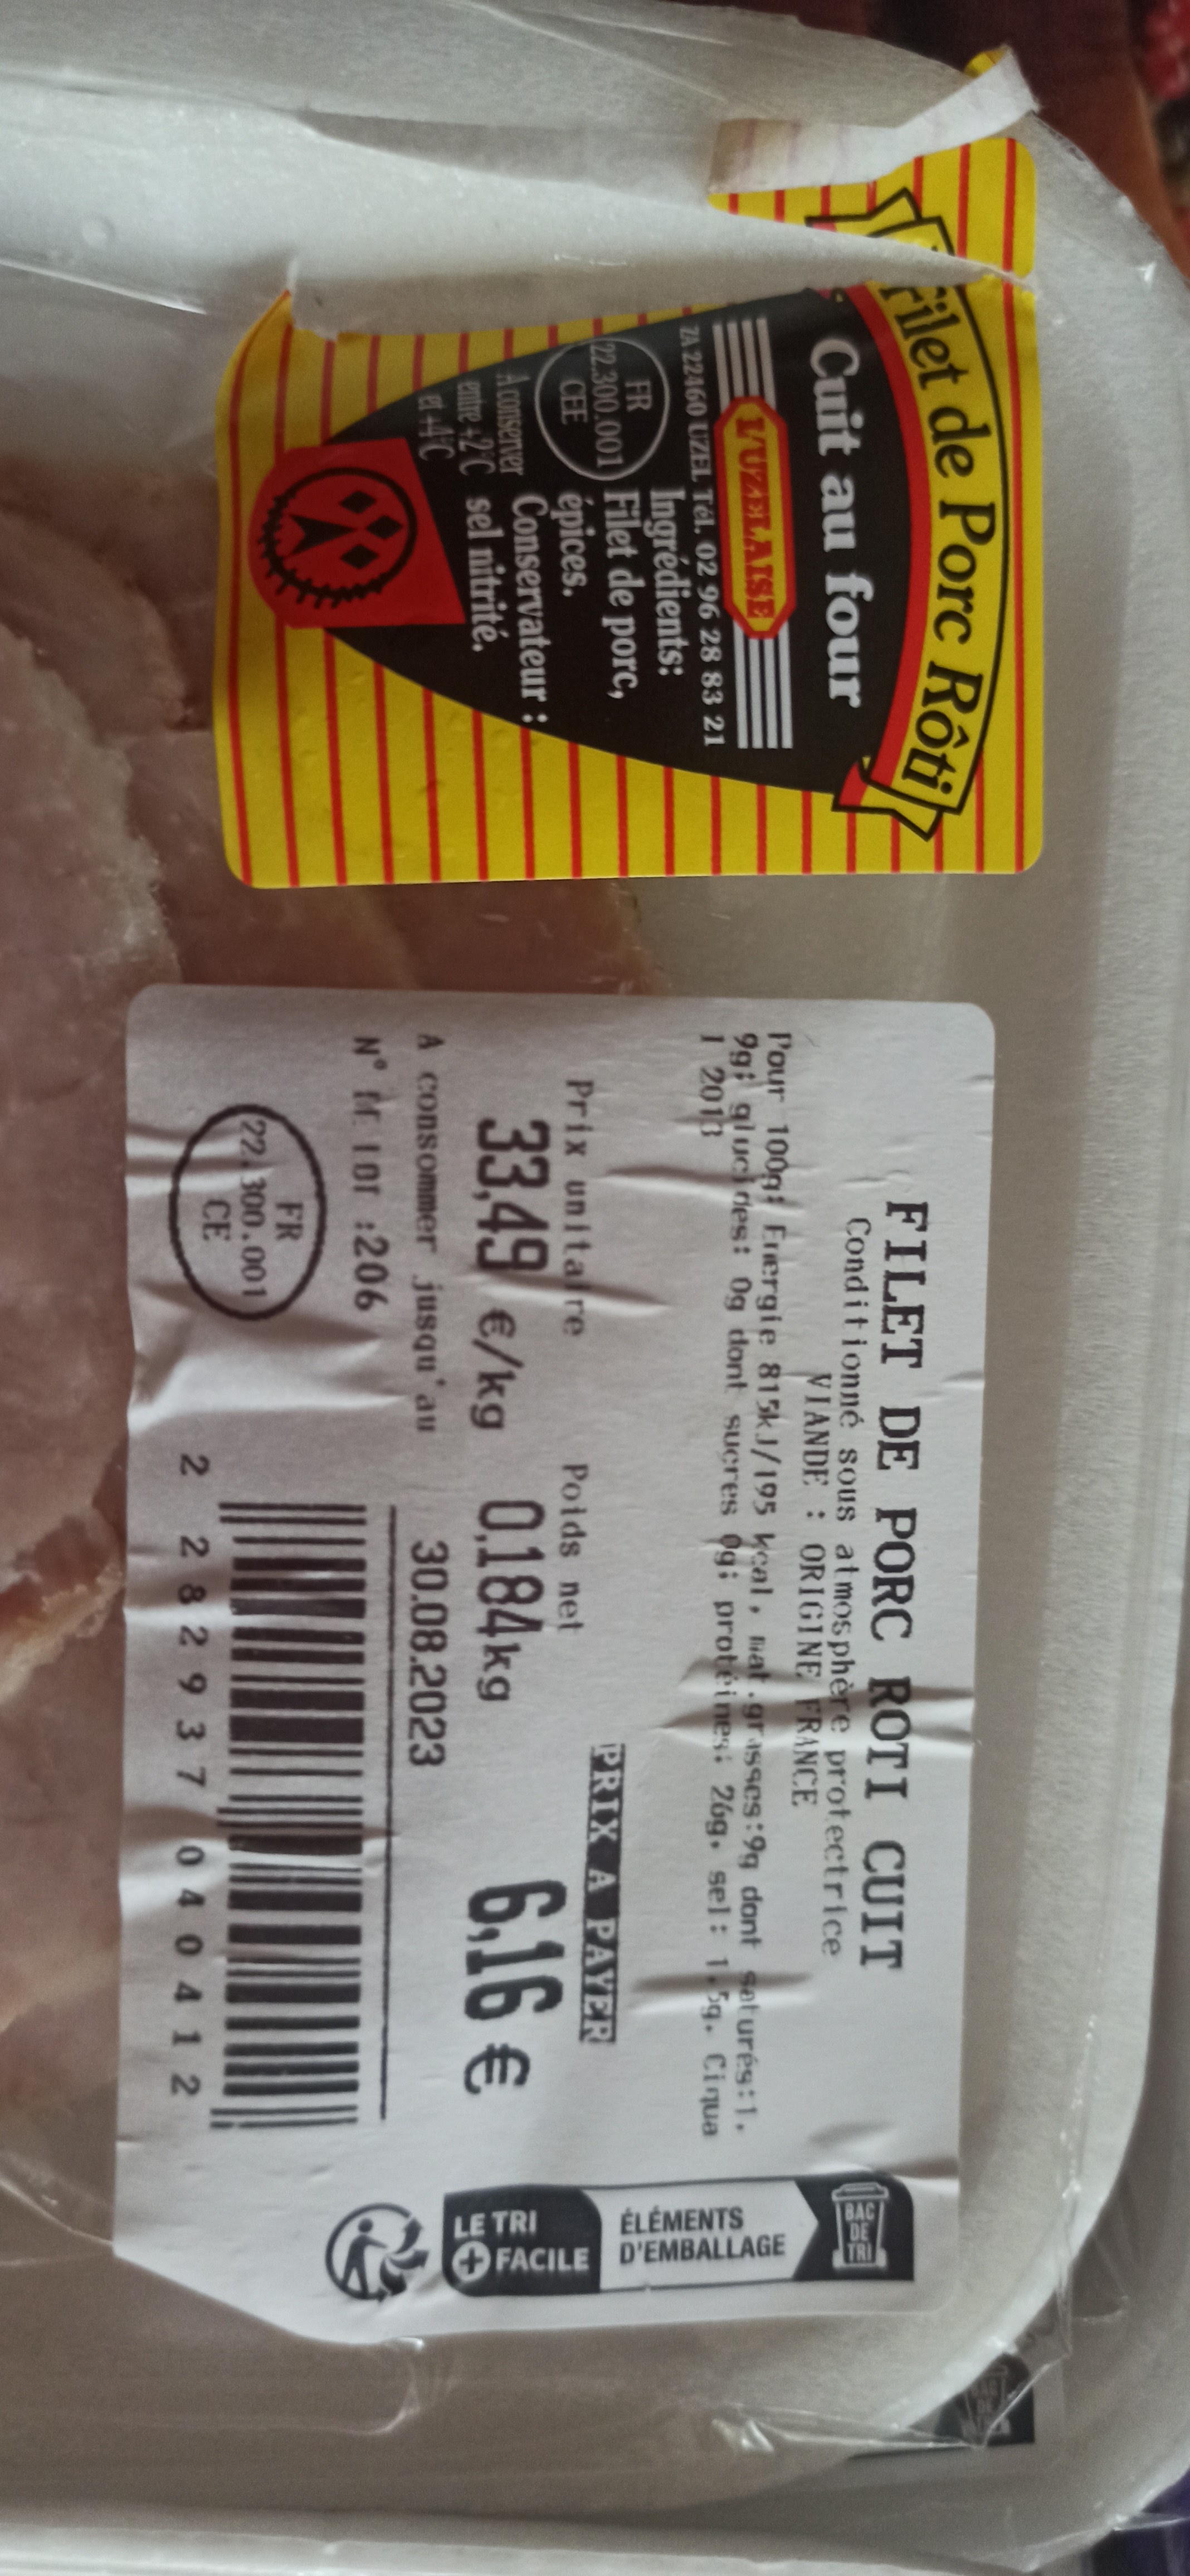 Filet de Porc Rôti
Cuit au four
L'UZELAISE
ZA 22460 UZEL Tél. 02 96 28 83 21
Ingrédients:
Filet de porc,
épices.
Conservateur :
sel nitrité.
FR
22.300.001
CEE
A conserver
entre +2°C
et +4°C
FILET DE PORC ROTI CUIT
Conditionné sous atmosphère protectrice
VIANDE : ORIGINE FRANCE
Pour 100g: Energie 815kJ/195 kcal, mat.grasses:9g dont saturés:1,
9g; glucides: 0g dont sucres 0g; protéines: 26g, sel: 1,5g. Ciqua
l 2013
PRIX A PAYER
Prix unitaire Poids net
33,49 €/kg 0,184kg 6,16 €
A consommer jusqu'au 30.08.2023
N° M lot :206
FR
22.300.001
CE
2 282937 040412
BAC
DE
TRI
ÉLÉMENTS
D'EMBALLAGE
LE TRI
+ FACILE
BAC
DE